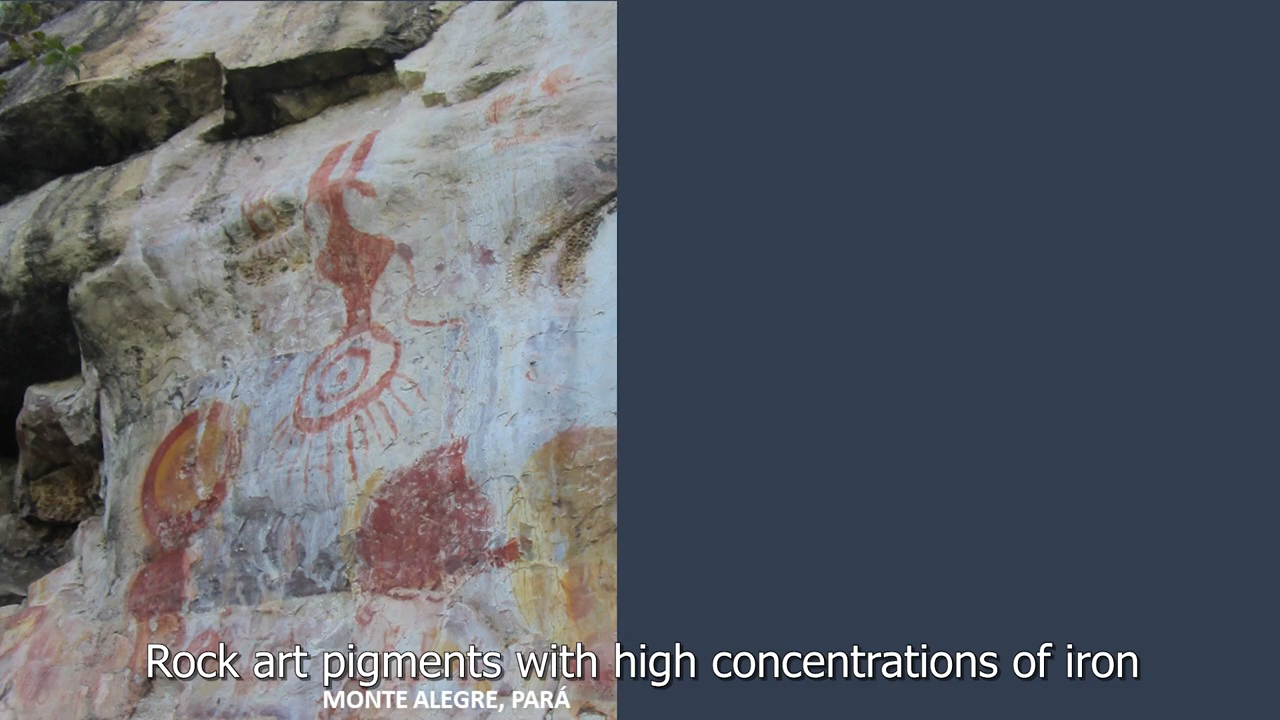 Rock art pigments with high concentrations of iron
MONTE ALEGRE, PARÁ